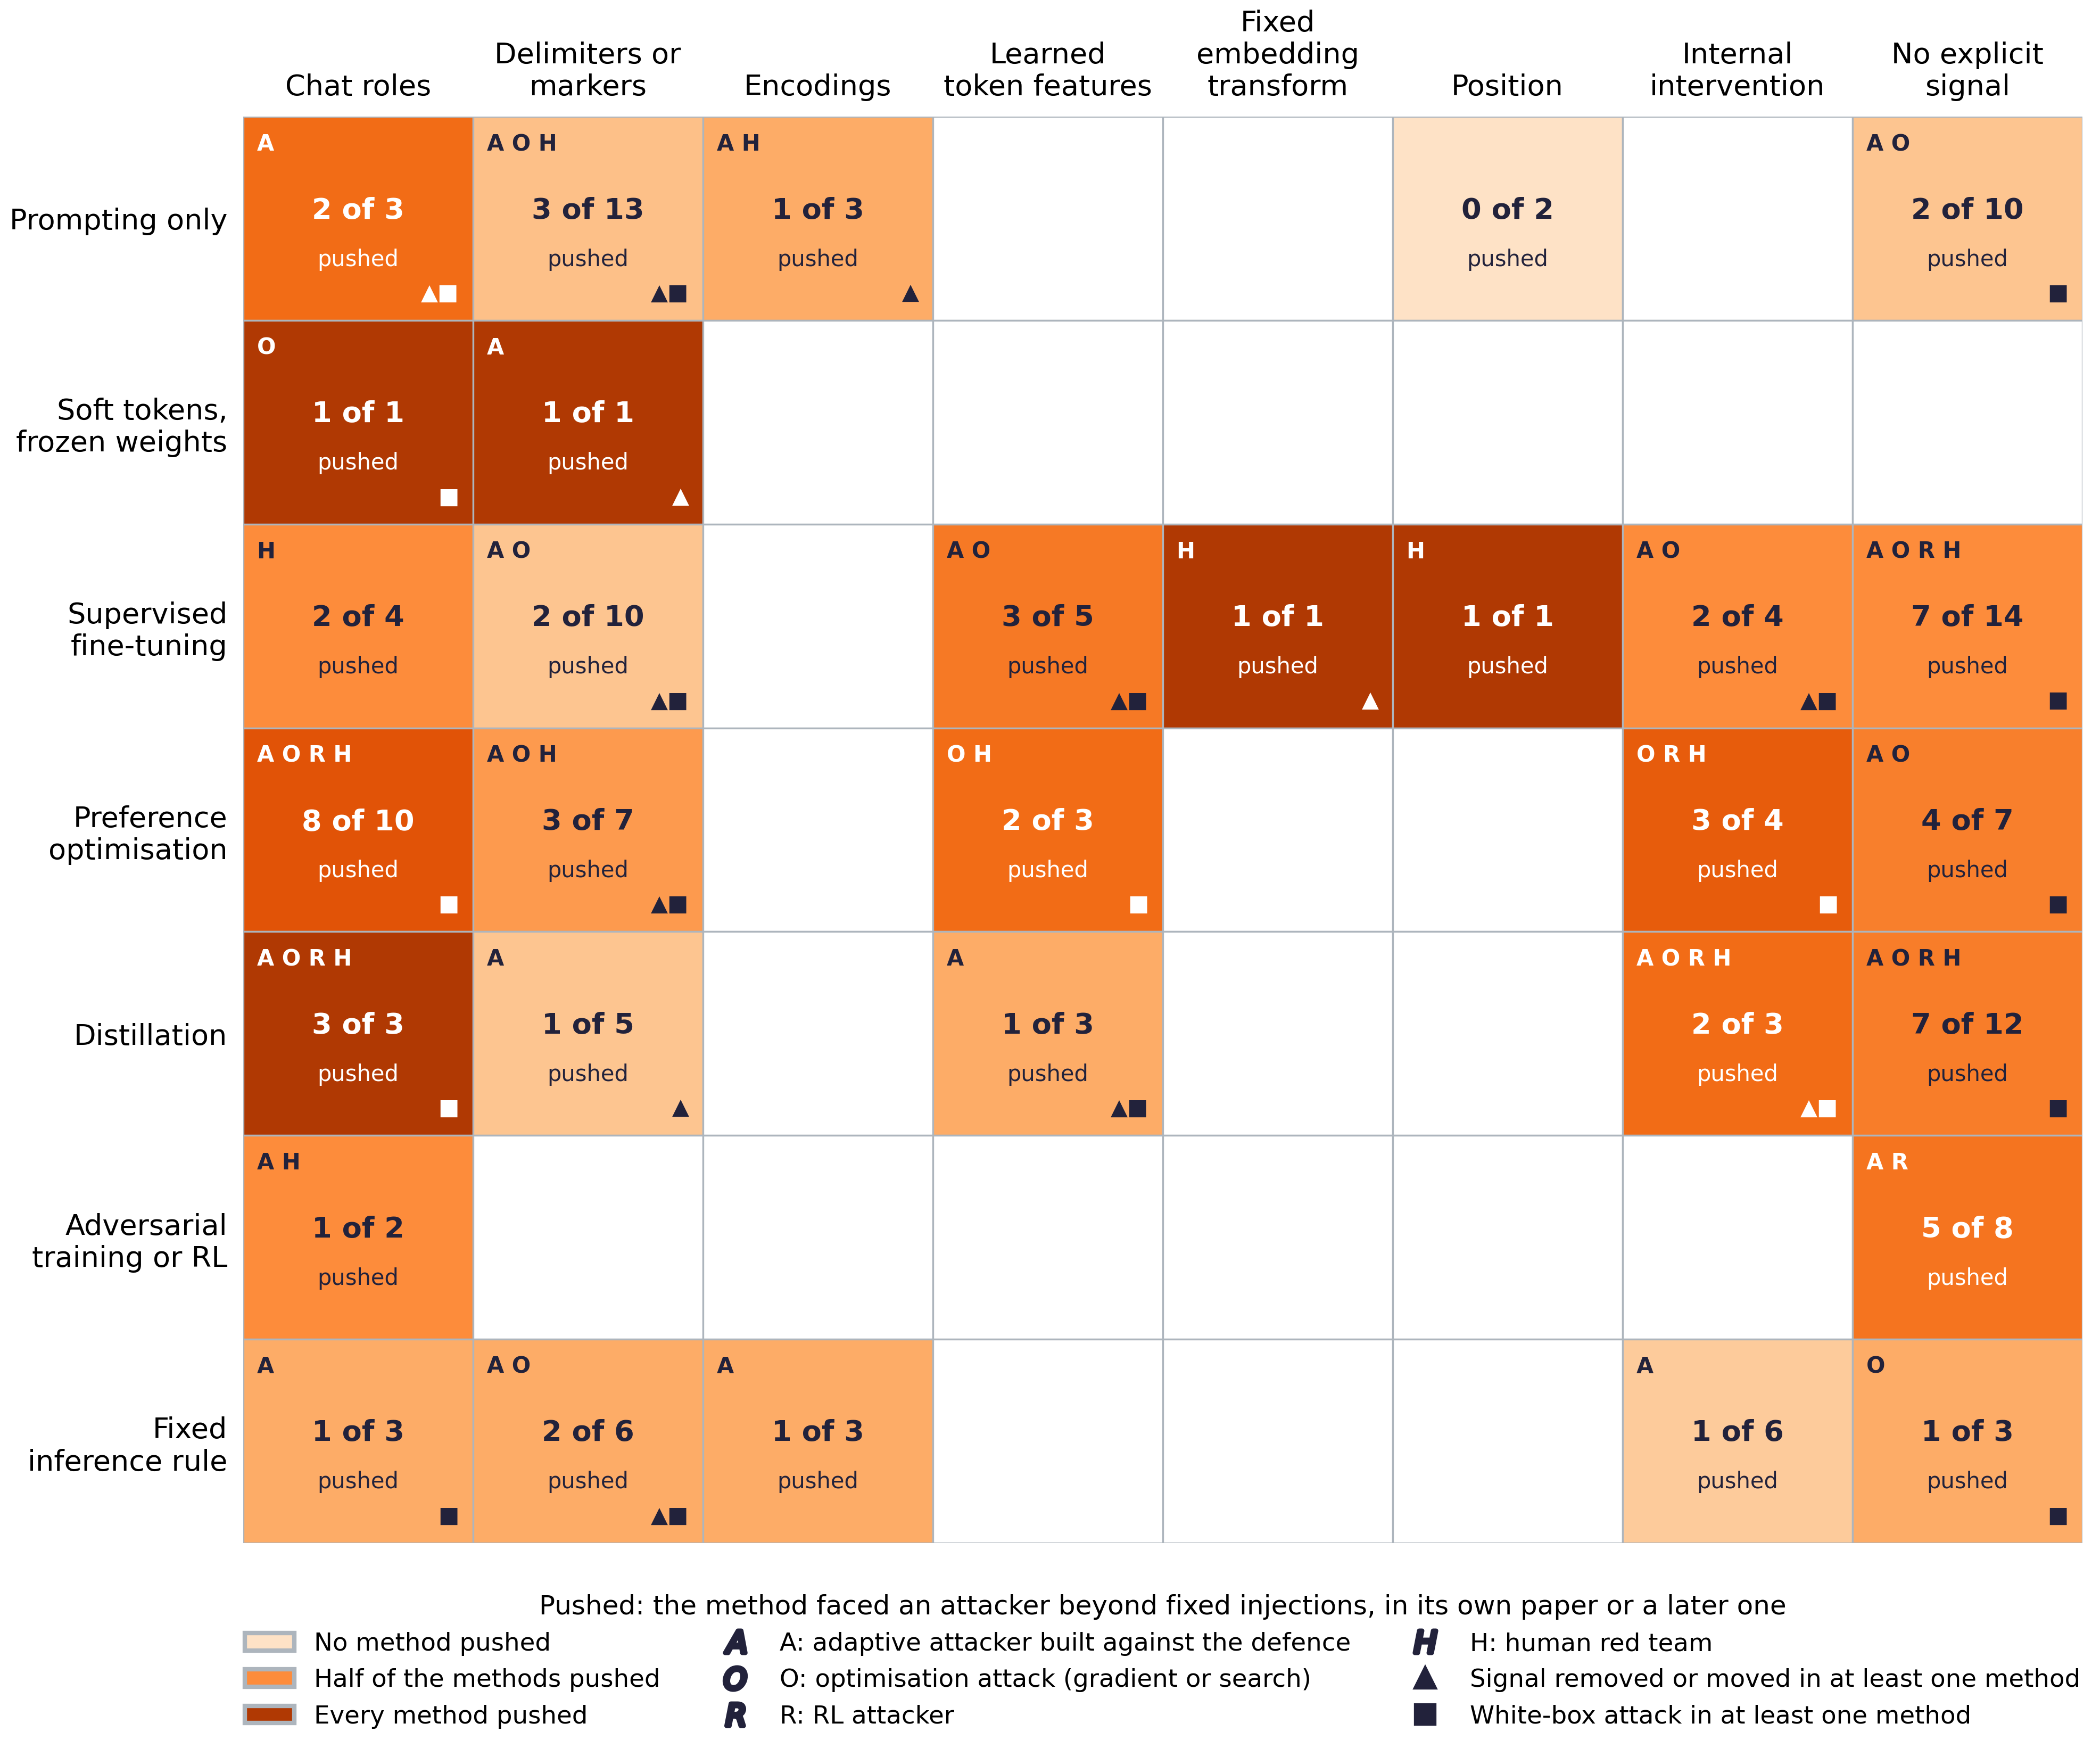 Chat roles
Delimiters or
markers
Encodings
Learned
token features
Fixed
embedding
transform
Position
Internal
intervention
No explicit
signal
Prompting only
A
2 of 3
pushed
A O H
3 of 13
pushed
A H
1 of 3
pushed
0 of 2
pushed
A O
2 of 10
pushed
Soft tokens,
frozen weights
O
1 of 1
pushed
A
1 of 1
pushed
Supervised
fine-tuning
H
2 of 4
pushed
A O
2 of 10
pushed
A O
3 of 5
pushed
H
1 of 1
pushed
H
1 of 1
pushed
A O
2 of 4
pushed
A O R H
7 of 14
pushed
Preference
optimisation
A O R H
8 of 10
pushed
A O H
3 of 7
pushed
O H
2 of 3
pushed
O R H
3 of 4
pushed
A O
4 of 7
pushed
Distillation
A O R H
3 of 3
pushed
A
1 of 5
pushed
A
1 of 3
pushed
A O R H
2 of 3
pushed
A O R H
7 of 12
pushed
Adversarial
training or RL
A H
1 of 2
pushed
A R
5 of 8
pushed
Fixed
inference rule
A
1 of 3
pushed
A O
2 of 6
pushed
A
1 of 3
pushed
A
1 of 6
pushed
O
1 of 3
pushed
Pushed: the method faced an attacker beyond fixed injections, in its own paper or a later one
No method pushed
Half of the methods pushed
Every method pushed
A A: adaptive attacker built against the defence
O O: optimisation attack (gradient or search)
R R: RL attacker
H H: human red team
Signal removed or moved in at least one method
White-box attack in at least one method